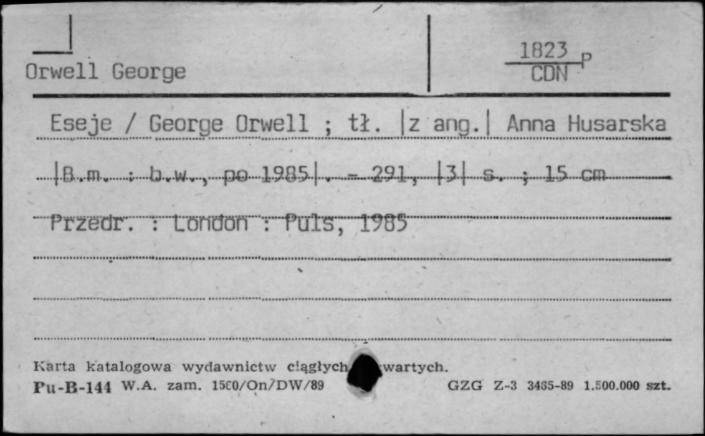 1823 P
CDN
Orwell George
Eseje / George Orwell ; tł. |z ang.| Anna Husarska
|B.m. : b.w., po 1985|. - 291, |3| s. ; 15 cm
Przedr. : London : Puls, 1985
Karta katalogowa wydawnictw ciągłych
Pu-B-144 W.A. zam. 1500/On/DW/89 GZG Z-3 3485-89 1.500.000 szt.